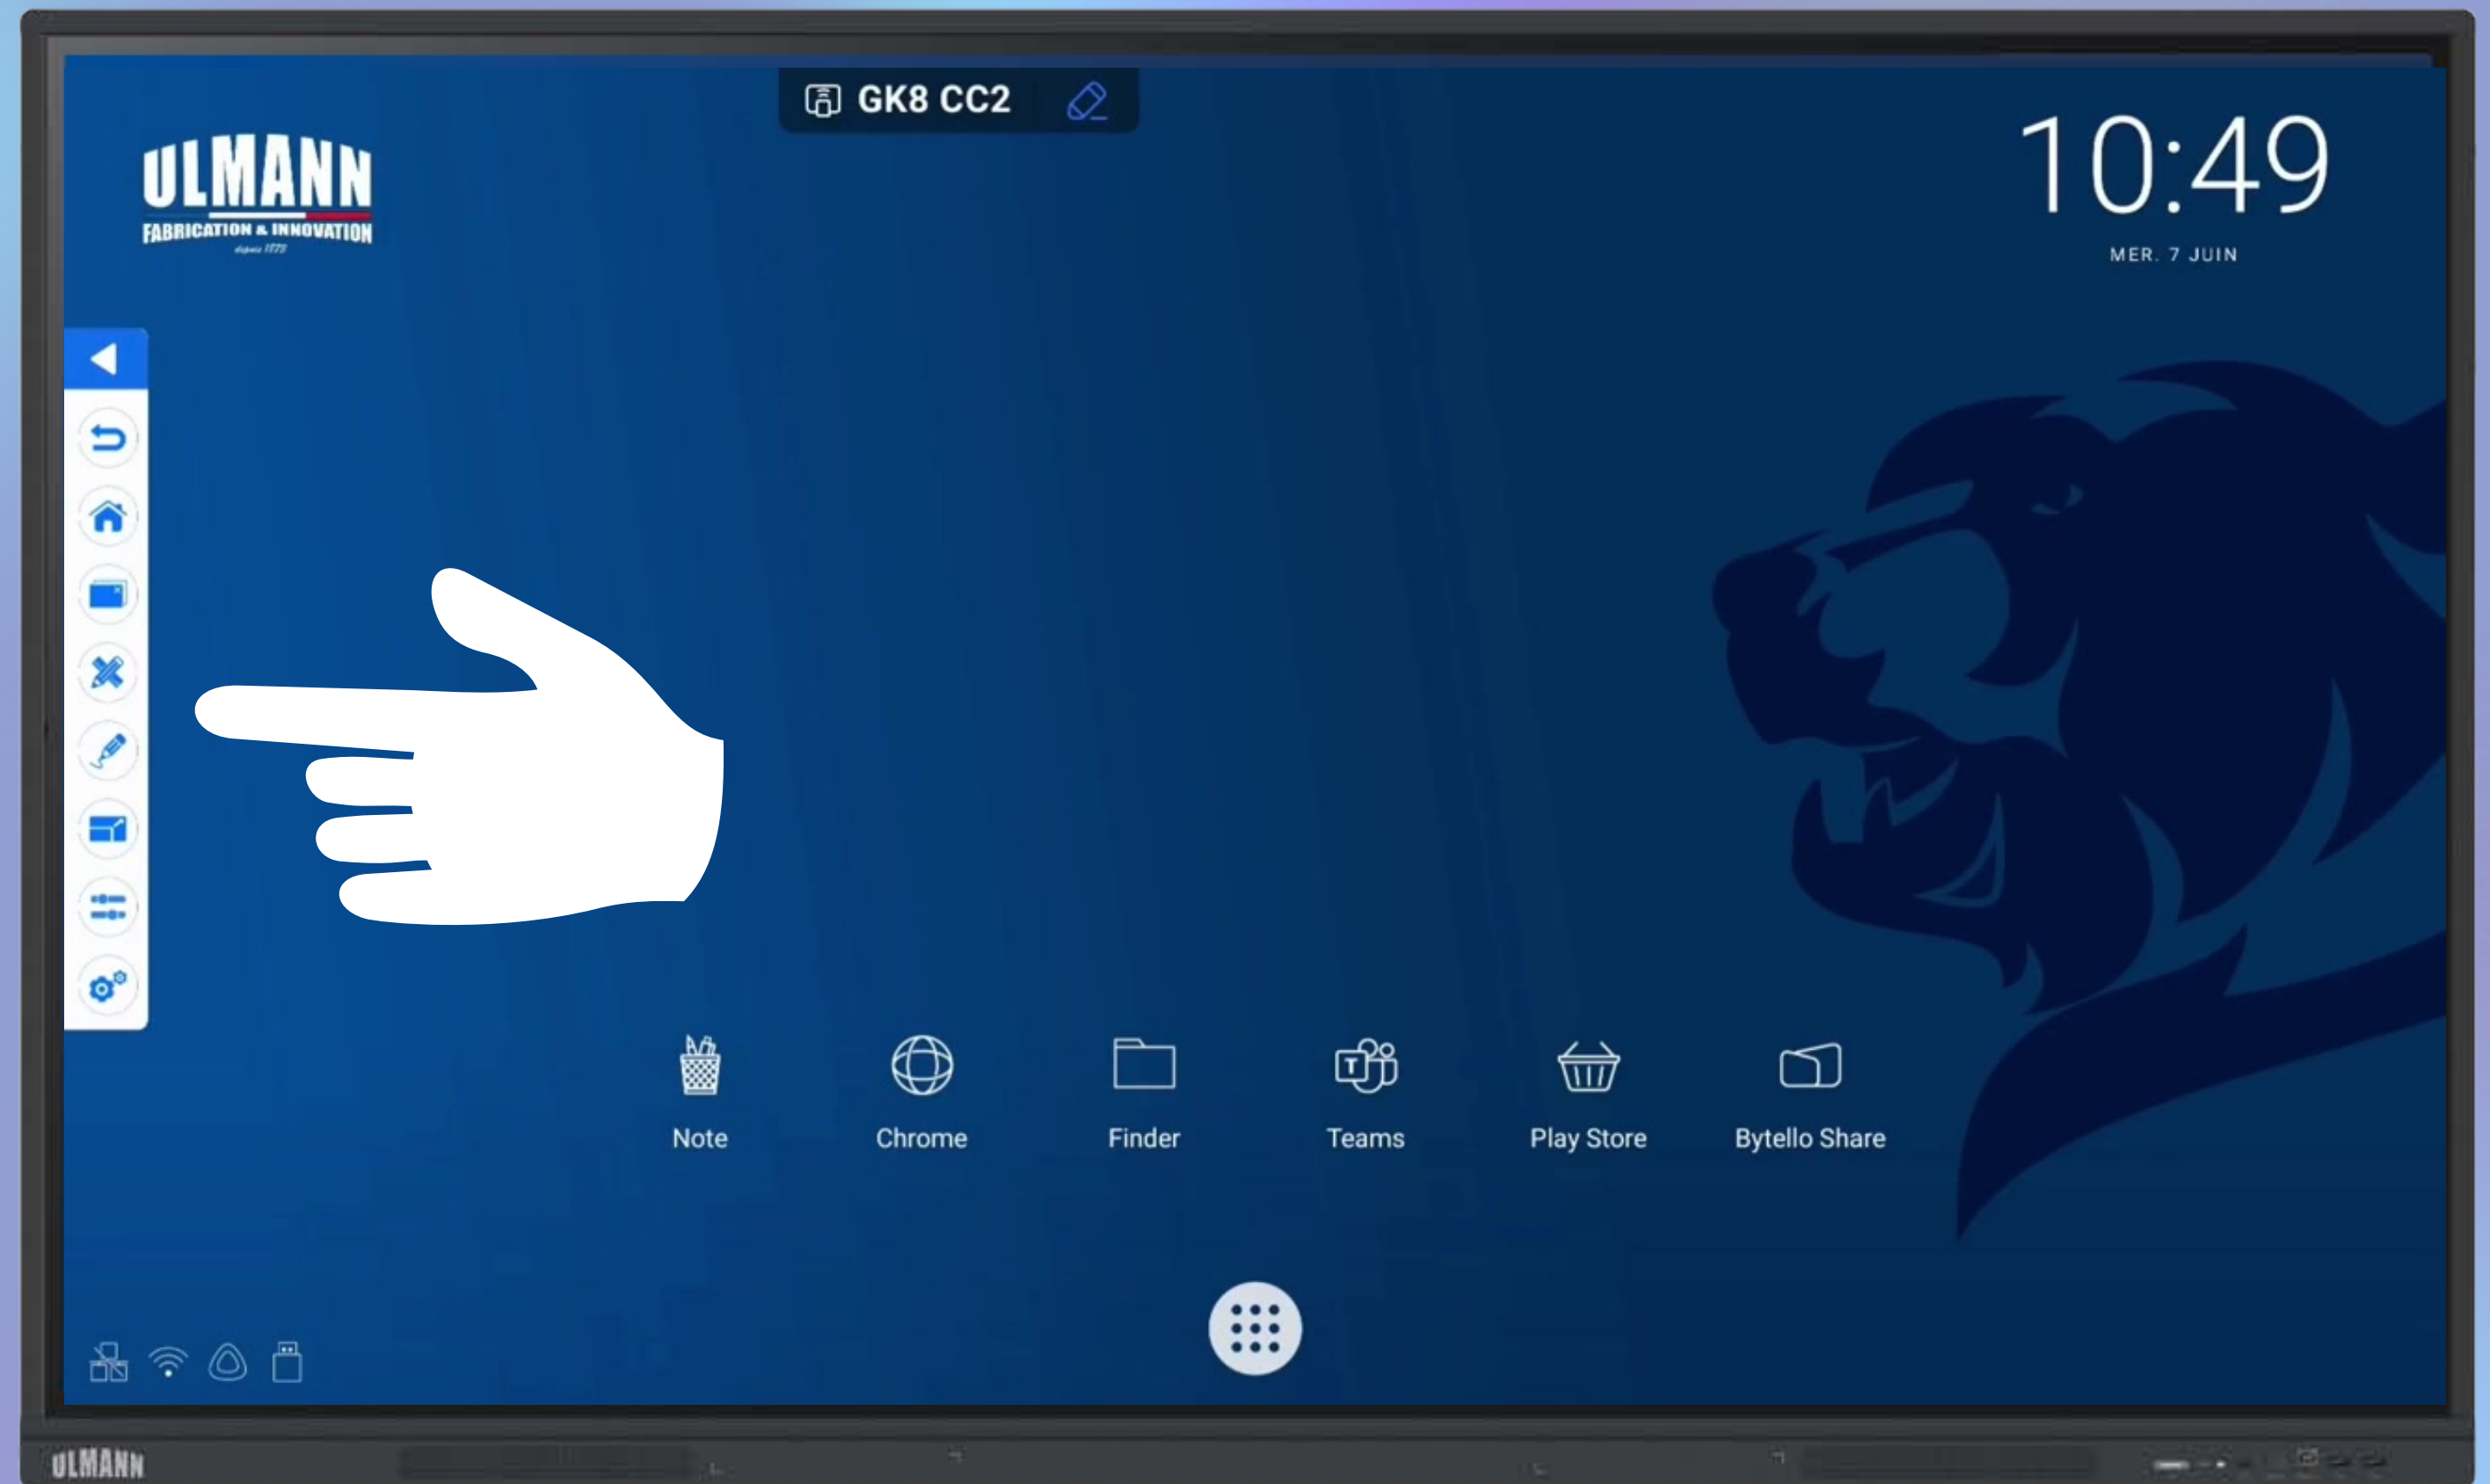 GK8 CC2
ULMANN
FABRICATION & INNOVATION
10:49
MER. 7 JUIN
T
Note
Chrome
Finder
Teams
Play Store
Bytello Share
ULMANN